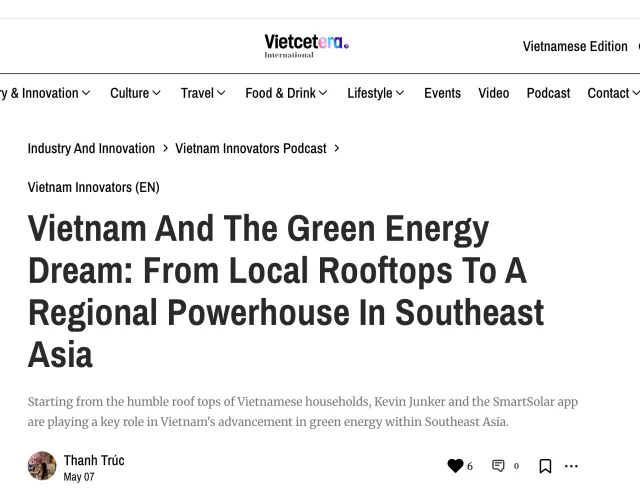 Vietcetera
International
Vietnamese Edition
ry & Innovation
Culture
Travel
Food & Drink
Lifestyle
Events
Video
Podcast
Contact
Industry And Innovation
Vietnam Innovators Podcast
Vietnam Innovators (EN)
Vietnam And The Green Energy
Dream: From Local Rooftops To A
Regional Powerhouse In Southeast
Asia
Starting from the humble roof tops of Vietnamese households, Kevin Junker and the SmartSolar app
are playing a key role in Vietnam's advancement in green energy within Southeast Asia.
Thanh Trúc
May 07
6
0